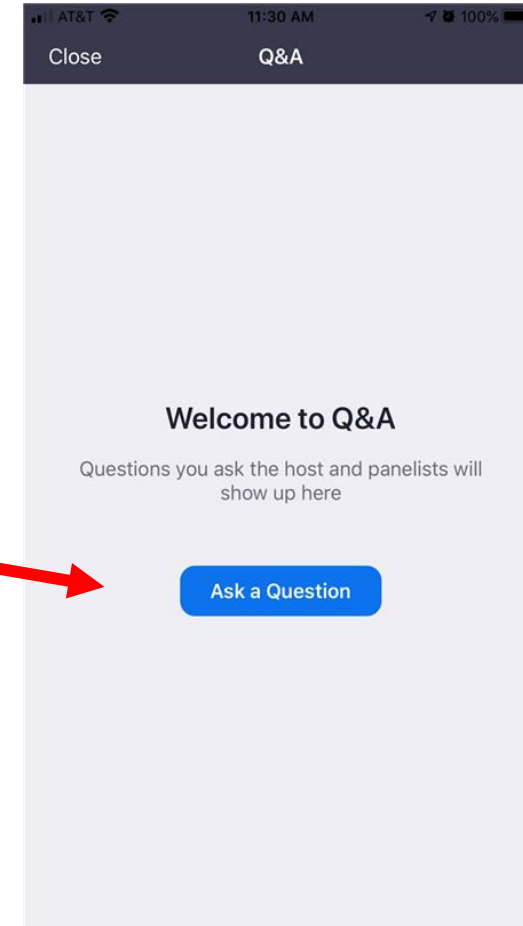 AT&T 11:30 AM 100%
Close Q&A
Welcome to Q&A
Questions you ask the host and panelists will
show up here
Ask a Question